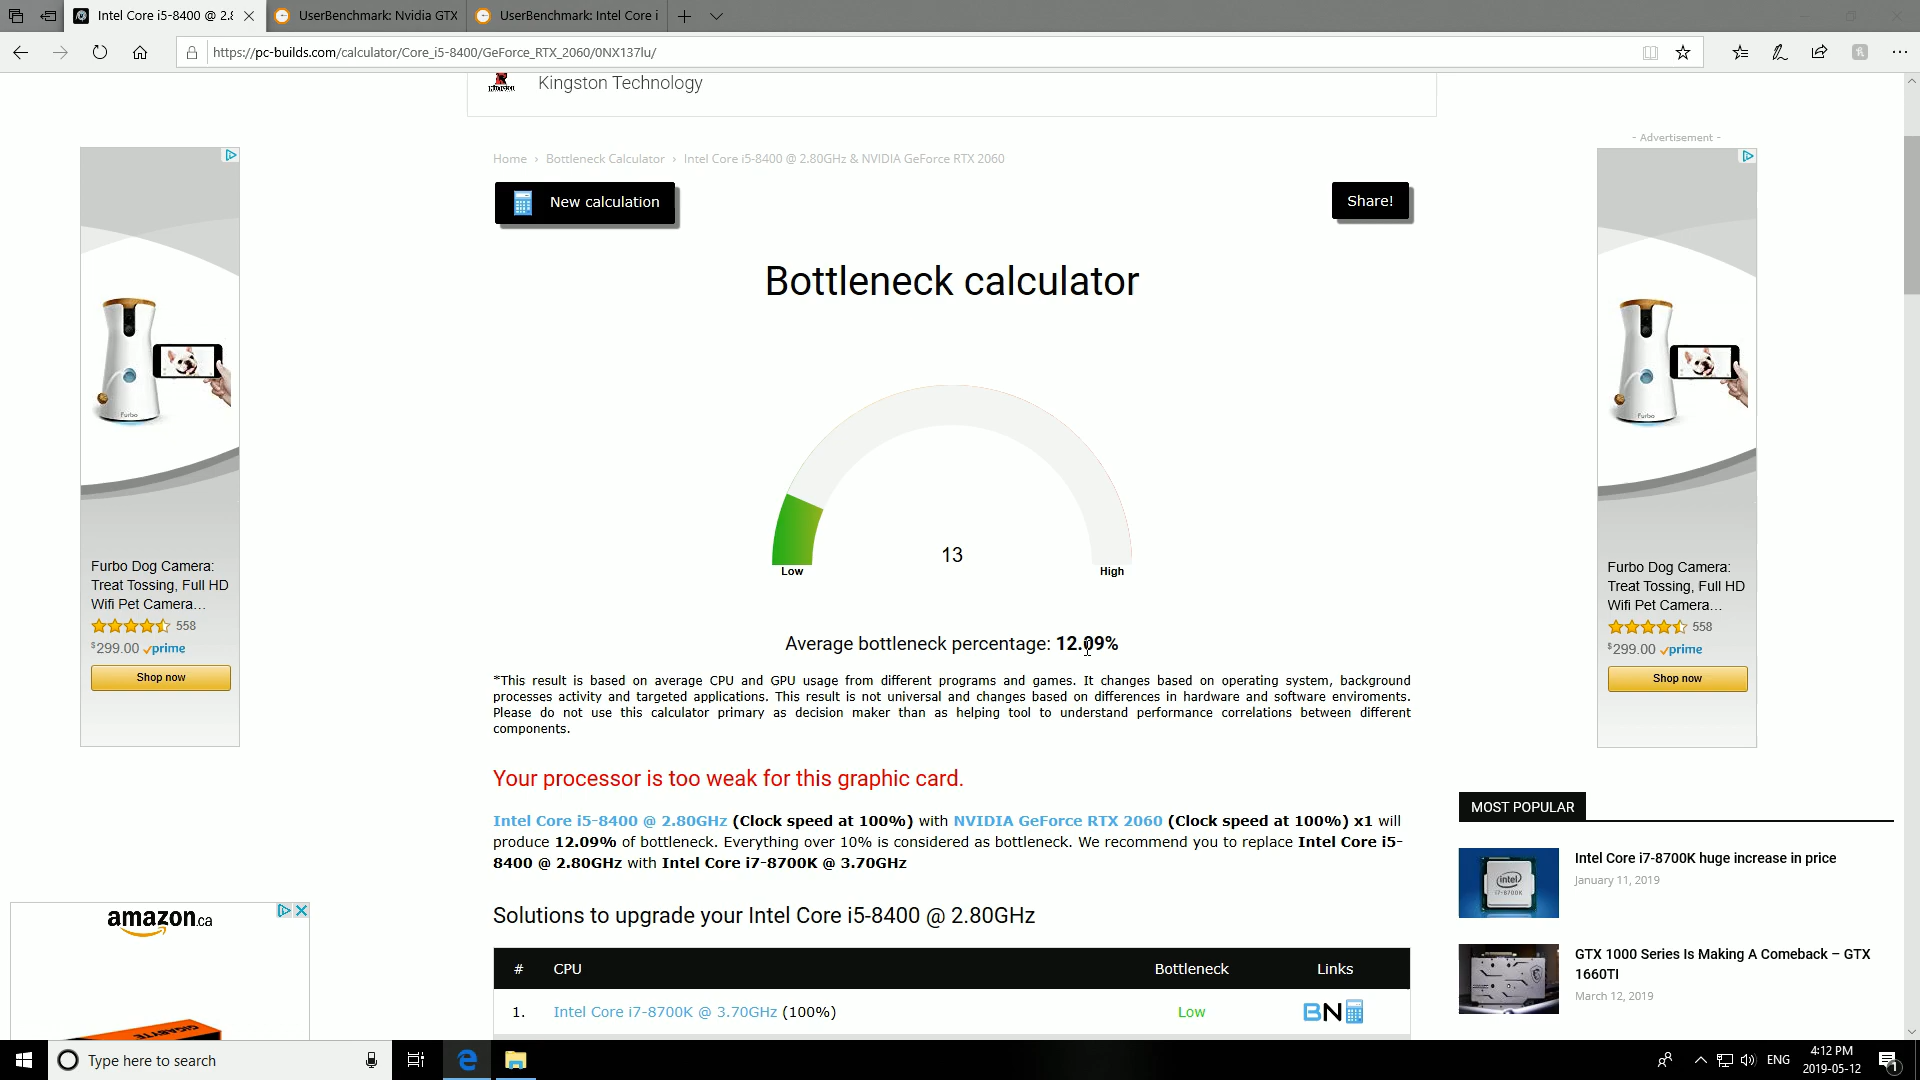 Intel Core i5-8400 @ 2.8
UserBenchmark: Nvidia GTX
UserBenchmark: Intel Core i
https://pc-builds.com/calculator/Core_i5-8400/GeForce_RTX_2060/0NX137lu/
Kingston Technology
- Advertisement -
Home › Bottleneck Calculator › Intel Core i5-8400 @ 2.80GHz & NVIDIA GeForce RTX 2060
New calculation
Share!
Bottleneck calculator
13
Low
High
Average bottleneck percentage: 12.09%
*This result is based on average CPU and GPU usage from different programs and games. It changes based on operating system, background
processes activity and targeted applications. This result is not universal and changes based on differences in hardware and software enviroments.
Please do not use this calculator primary as decision maker than as helping tool to understand performance correlations between different
components.
Your processor is too weak for this graphic card.
Intel Core i5-8400 @ 2.80GHz (Clock speed at 100%) with NVIDIA GeForce RTX 2060 (Clock speed at 100%) x1 will
produce 12.09% of bottleneck. Everything over 10% is considered as bottleneck. We recommend you to replace Intel Core i5-
8400 @ 2.80GHz with Intel Core i7-8700K @ 3.70GHz
Solutions to upgrade your Intel Core i5-8400 @ 2.80GHz
# CPU Bottleneck Links
1. Intel Core i7-8700K @ 3.70GHz (100%) Low BN
Furbo
Furbo Dog Camera:
Treat Tossing, Full HD
Wifi Pet Camera...
558
$299.00 prime
Shop now
amazon.ca
GIGABYTE
Furbo
Furbo Dog Camera:
Treat Tossing, Full HD
Wifi Pet Camera...
558
$299.00 prime
Shop now
MOST POPULAR
intel
i7-8700K
Intel Core i7-8700K huge increase in price
January 11, 2019
GTX 1000 Series Is Making A Comeback – GTX
1660TI
March 12, 2019
Type here to search
ENG
4:12 PM
2019-05-12
1